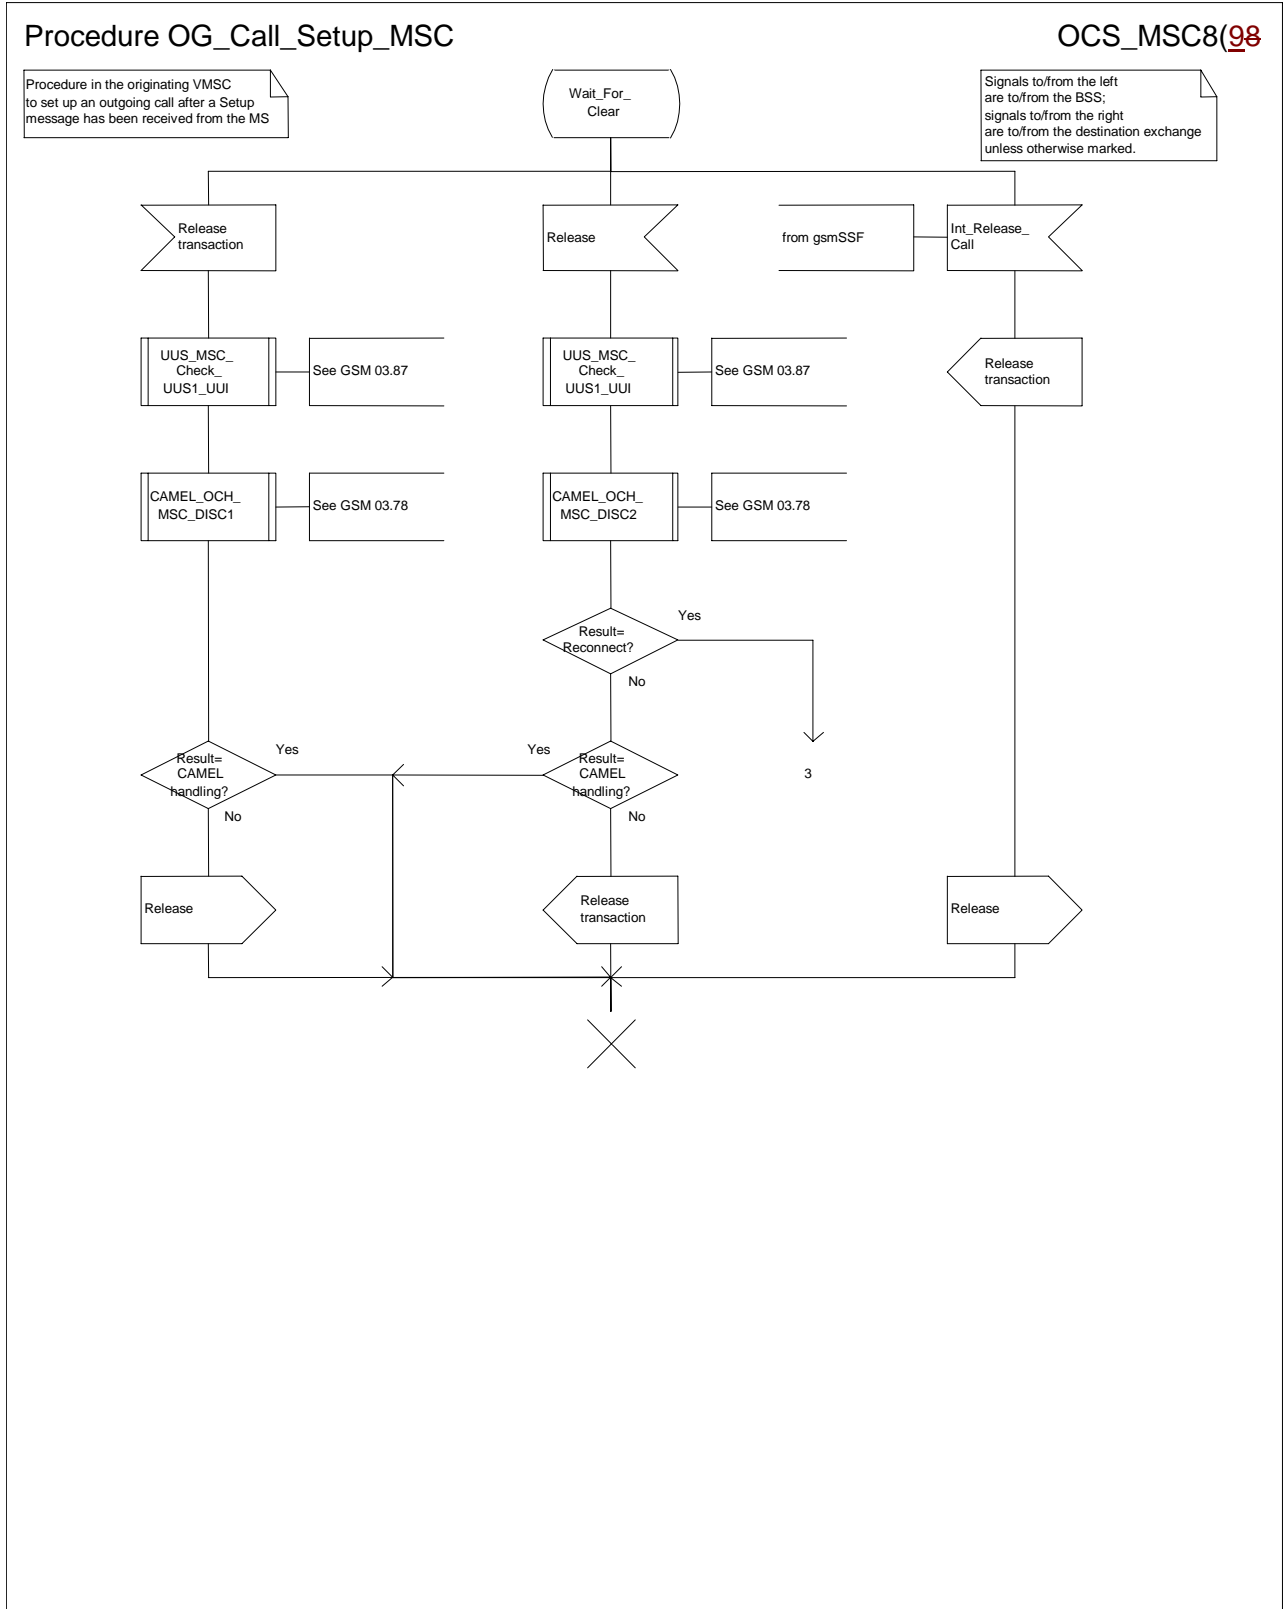 Procedure OG_Call_Setup_MSC
OCS_MSC8(98
Procedure in the originating VMSC
to set up an outgoing call after a Setup
message has been received from the MS
Wait_For_
Clear
Signals to/from the left
are to/from the BSS;
signals to/from the right
are to/from the destination exchange
unless otherwise marked.
Release
transaction
Release
from gsmSSF
Int_Release_
Call
UUS_MSC_
Check_
UUS1_UUI
See GSM 03.87
UUS_MSC_
Check_
UUS1_UUI
See GSM 03.87
Release
transaction
CAMEL_OCH_
MSC_DISC1
See GSM 03.78
CAMEL_OCH_
MSC_DISC2
See GSM 03.78
Result=
Reconnect?
Yes
No
Result=
CAMEL
handling?
Yes
No
Yes
Result=
CAMEL
handling?
No
3
Release
Release
transaction
Release